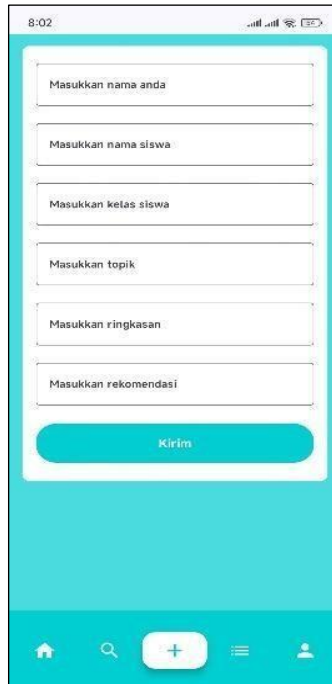 8:02
Masukkan nama anda
Masukkan nama siswa
Masukkan kelas siswa
Masukkan topik
Masukkan ringkasan
Masukkan rekomendasi
Kirim